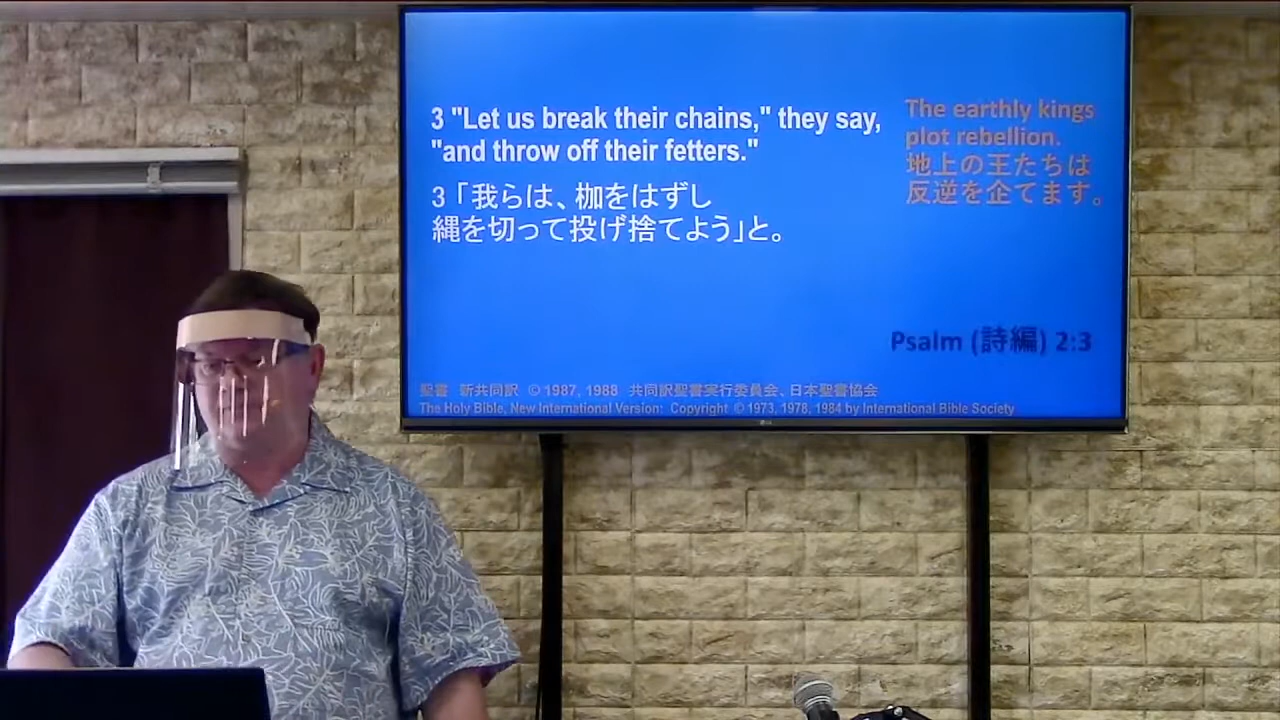 3 "Let us break their chains," they say,
"and throw off their fetters."
3 「我らは、枷をはずし
縄を切って投げ捨てよう」と。
The earthly kings
plot rebellion.
地上の王たちは
反逆を企てます。
Psalm (詩編) 2:3
聖書 新共同訳 © 1987, 1988 共同訳聖書実行委員会、日本聖書協会
The Holy Bible, New International Version: Copyright © 1973, 1978, 1984 by International Bible Society
LG